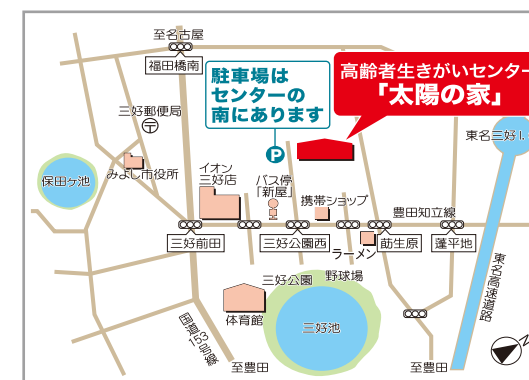 至名古屋
福田橋南
駐車場は
センターの
南にあります
高齢者生きがいセンター
「太陽の家」
三好郵便局
P
東名三好I.
みよし市役所
保田ヶ池
イオン
三好店
バス停
「新屋」
携帯ショップ
豊田知立線
三好前田
三好公園西
ラーメン
莇生原
蓬平地
三好公園
野球場
東名高速道路
体育館
三好池
国道153号線
至豊田
至豊田
N